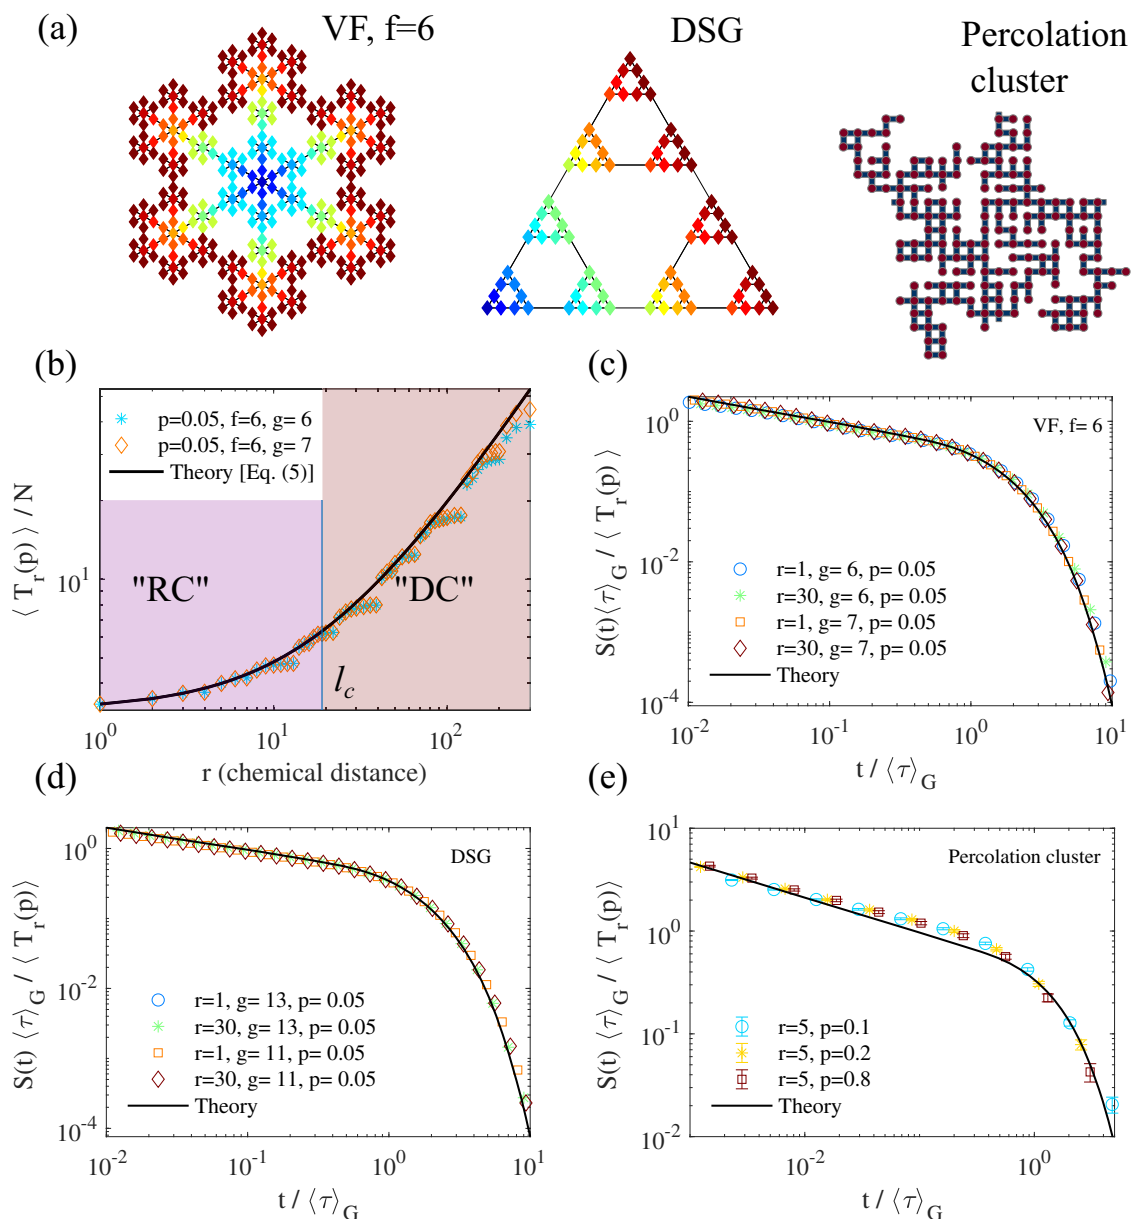 (a)
VF, f=6
DSG
Percolation
cluster
(b)
p=0.05, f=6, g= 6
p=0.05, f=6, g= 7
Theory [Eq. (5)]
"RC"
"DC"
l_c
10^1
⟨ T_r(p) ⟩ / N
10^0
10^1
10^2
r (chemical distance)
(c)
VF, f= 6
r=1, g= 6, p= 0.05
r=30, g= 6, p= 0.05
r=1, g= 7, p= 0.05
r=30, g= 7, p= 0.05
Theory
10^0
10^-2
10^-4
S(t)⟨τ⟩_G / ⟨ T_r(p) ⟩
10^-2
10^-1
10^0
10^1
t / ⟨τ⟩_G
(d)
DSG
r=1, g= 13, p= 0.05
r=30, g= 13, p= 0.05
r=1, g= 11, p= 0.05
r=30, g= 11, p= 0.05
Theory
10^0
10^-2
10^-4
S(t) ⟨τ⟩_G / ⟨ T_r(p) ⟩
10^-2
10^-1
10^0
10^1
t / ⟨τ⟩_G
(e)
Percolation cluster
r=5, p=0.1
r=5, p=0.2
r=5, p=0.8
Theory
10^1
10^0
10^-1
10^-2
S(t) ⟨τ⟩_G / ⟨ T_r(p) ⟩
10^-2
10^0
t / ⟨τ⟩_G